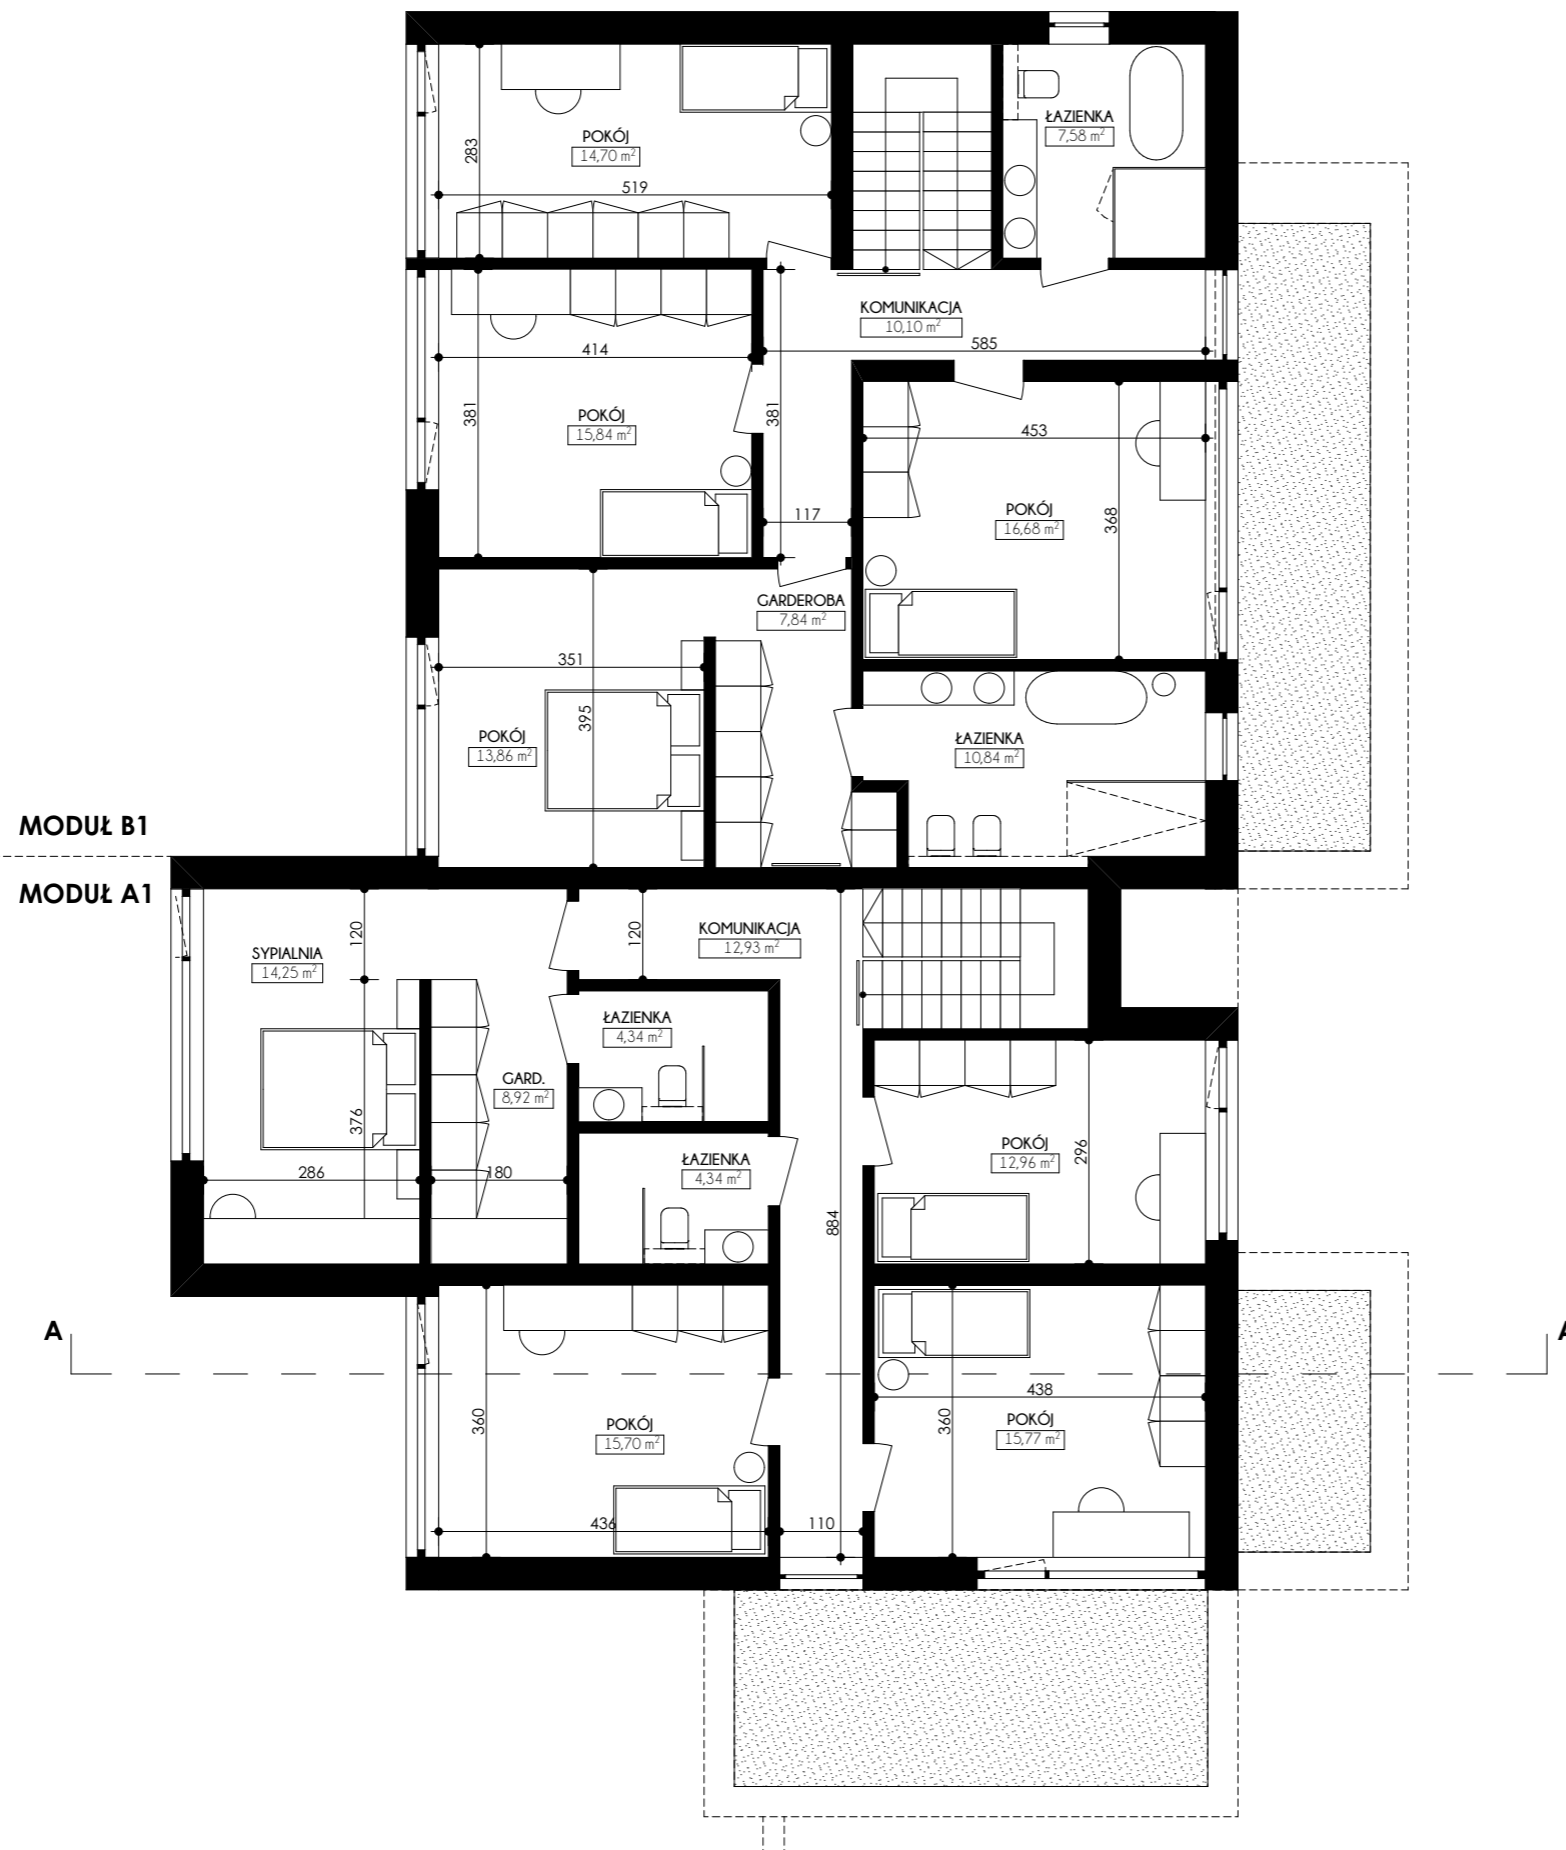 283
POKÓJ
14,70 m²
519
ŁAZIENKA
7,58 m²
KOMUNIKACJA
10,10 m²
585
414
381
POKÓJ
15,84 m²
381
117
453
POKÓJ
16,68 m²
368
GARDEROBA
7,84 m²
351
395
POKÓJ
13,86 m²
ŁAZIENKA
10,84 m²
MODUŁ B1
MODUŁ A1
120
SYPIALNIA
14,25 m²
120
KOMUNIKACJA
12,93 m²
ŁAZIENKA
4,34 m²
GARD.
8,92 m²
376
286
180
ŁAZIENKA
4,34 m²
884
POKÓJ
12,96 m²
296
A
A
360
POKÓJ
15,70 m²
436
110
438
360
POKÓJ
15,77 m²